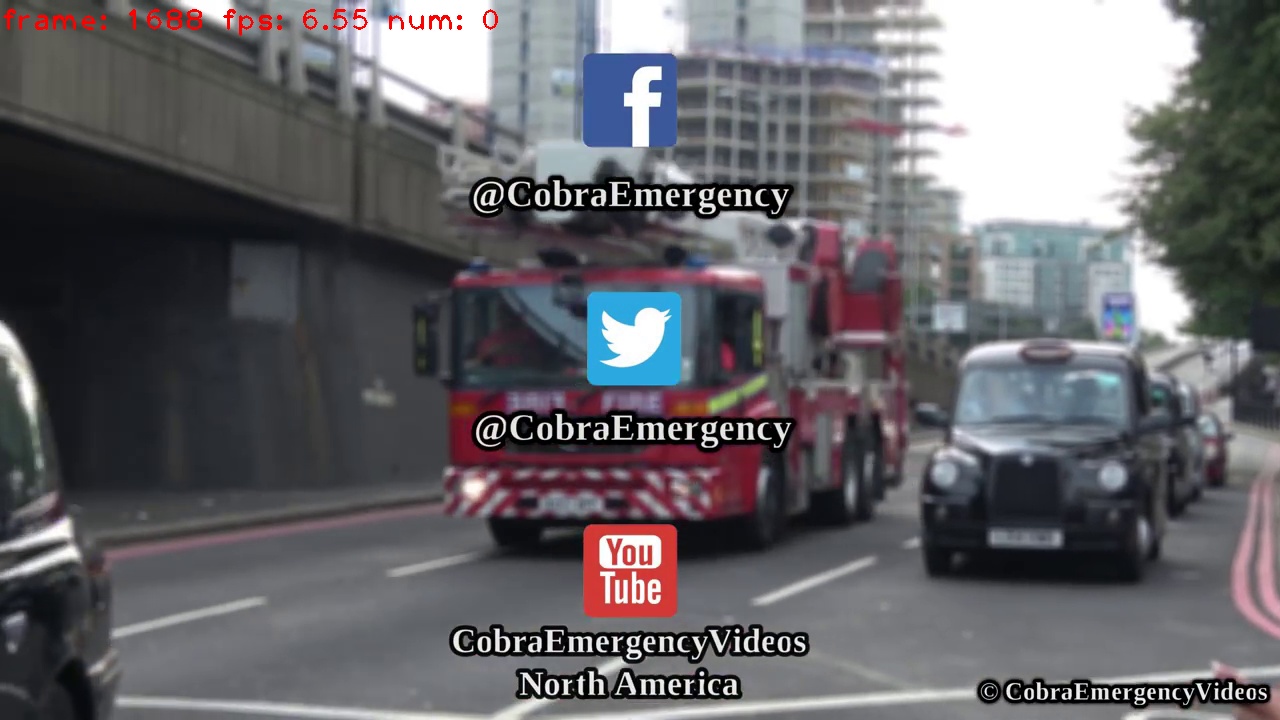 frame: 1688 fps: 6.55 num: 0
f
@CobraEmergency
@CobraEmergency
You
Tube
CobraEmergencyVideos
North America
© CobraEmergencyVideos